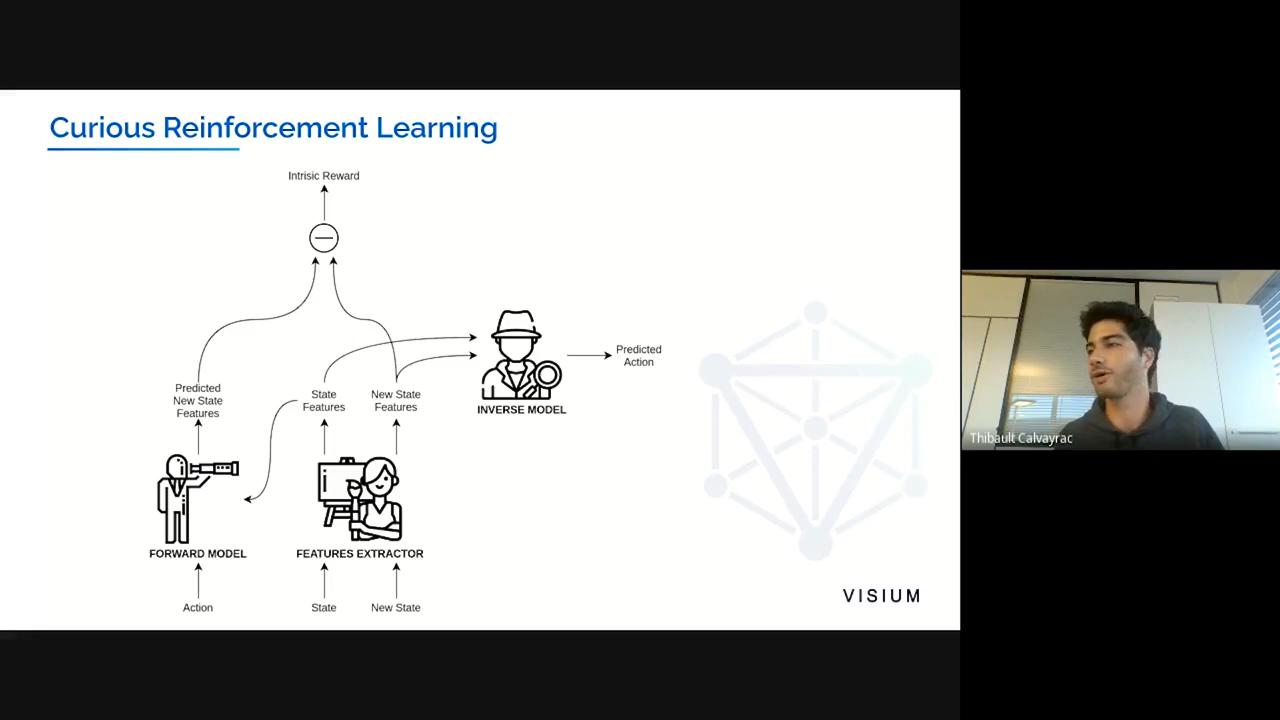 Curious Reinforcement Learning
Intrisic Reward
Predicted
Action
Predicted
New State
Features
State
Features
New State
Features
INVERSE MODEL
Thibault Calvayrac
FORWARD MODEL
FEATURES EXTRACTOR
Action
State
New State
VISIUM